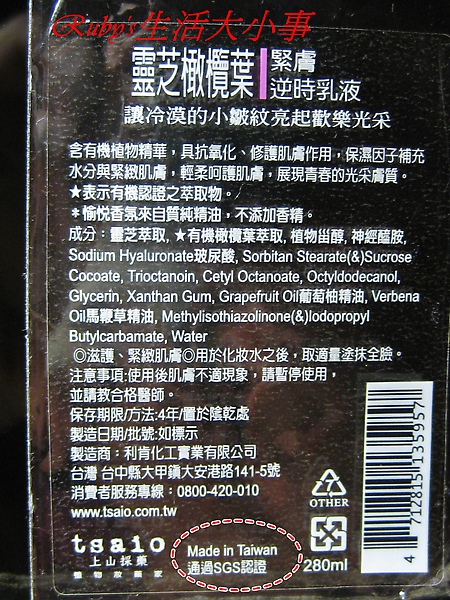 Ruby's生活大小事
靈芝橄欖葉 緊膚
逆時乳液
讓冷漠的小皺紋亮起歡樂光采
含有機植物精華，具抗氧化、修護肌膚作用，保濕因子補充
水分與緊緻肌膚，輕柔呵護肌膚，展現青春的光采膚質。
★表示有機認證之萃取物。
＊愉悅香氛來自質純精油，不添加香精。
成分：靈芝萃取, ★有機橄欖葉萃取, 植物甾醇, 神經醯胺,
Sodium Hyaluronate玻尿酸, Sorbitan Stearate(&)Sucrose
Cocoate, Trioctanoin, Cetyl Octanoate, Octyldodecanol,
Glycerin, Xanthan Gum, Grapefruit Oil葡萄柚精油, Verbena
Oil馬鞭草精油, Methylisothiazolinone(&)Iodopropyl
Butylcarbamate, Water
◎滋護、緊緻肌膚◎用於化妝水之後，取適量塗抹全臉。
注意事項:使用後肌膚不適現象，請暫停使用，
並請教合格醫師。
保存期限/方法:4年/置於陰乾處
製造日期/批號:如標示
製造商：利肯化工實業有限公司
台灣 台中縣大甲鎮大安港路141-5號
消費者服務專線：0800-420-010
www.tsaio.com.tw
OTHER
tsaio
上山採藥
植物故鄉家
Made in Taiwan
通過SGS認證
280ml
4 712815 135957